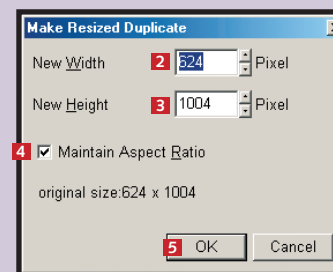 Make Resized Duplicate
New Width 2 624 Pixel
New Height 3 1004 Pixel
4 Maintain Aspect Ratio
original size:624 x 1004
5 OK Cancel